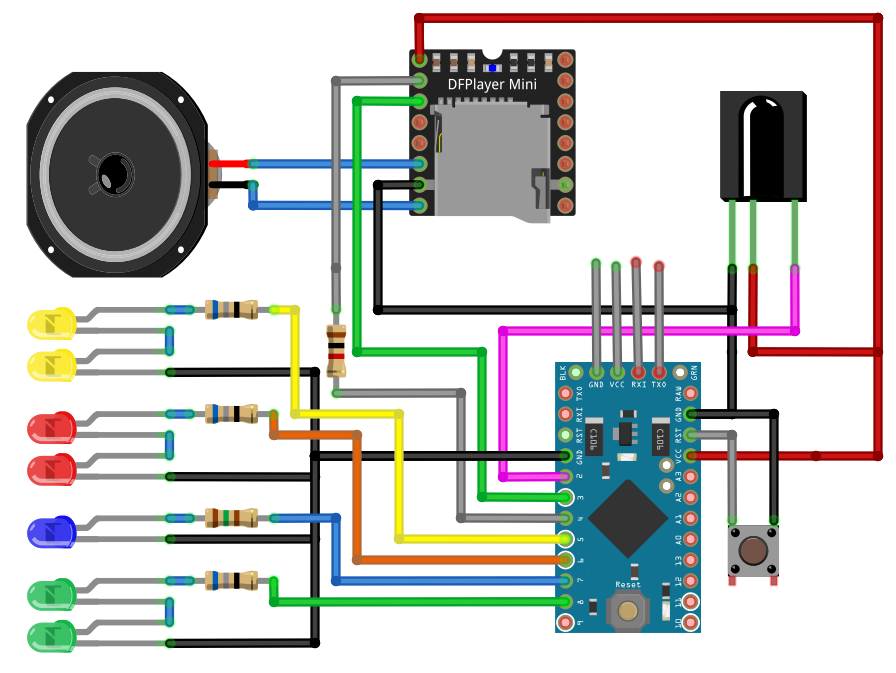 DFPlayer Mini
BLK
GND
VCC
RXI
TXO
GRN
TXO
RXI
RST
GND
2
3
4
5
6
7
8
9
RAW
GND
RST
VCC
A3
A2
A1
A0
13
12
11
10
Reset